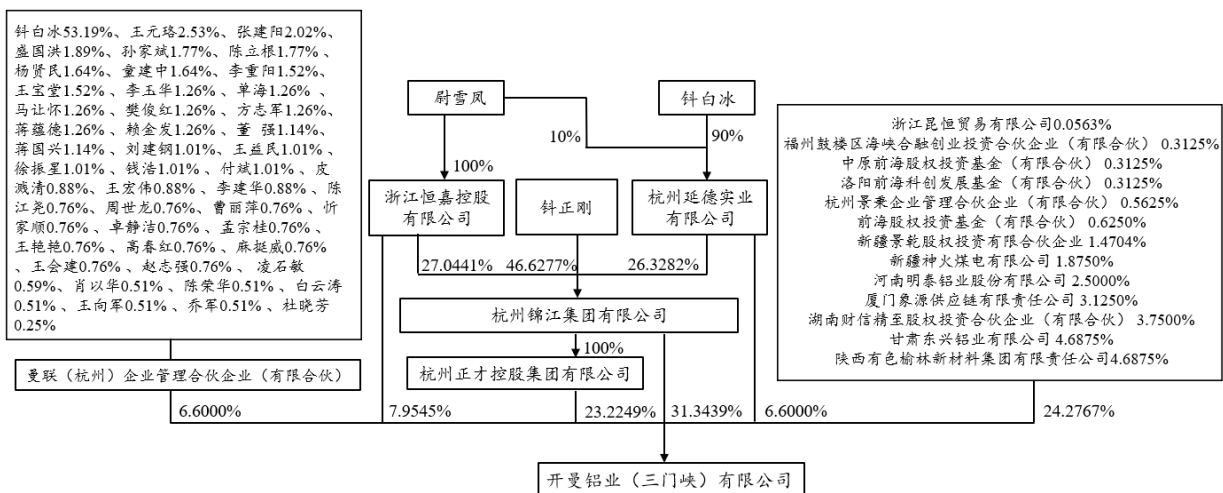 钭白冰53.19%、王元珞2.53%、张建阳2.02%、
盛国洪1.89%、孙家斌1.77%、陈立根1.77%、
杨贤民1.64%、童建中1.64%、李重阳1.52%、
王宝堂1.52%、李玉华1.26%、单海1.26%、
马让怀1.26%、樊俊红1.26%、方志军1.26%、
蒋蕴德1.26%、赖金发1.26%、董 强1.14%、
蒋国兴1.14%、刘建钢1.01%、王益民1.01%、
徐振星1.01%、钱浩1.01%、付斌1.01%、皮
溅清0.88%、王宏伟0.88%、李建华0.88%、陈
江尧0.76%、周世龙0.76%、曹丽萍0.76%、忻
家顺0.76%、卓静洁0.76%、孟宗桂0.76%、
王艳艳0.76%、高春红0.76%、麻挺威0.76%
、王会建0.76%、赵志强0.76%、凌石敏
0.59%、肖以华0.51%、陈荣华0.51%、白云涛
0.51%、王向军0.51%、乔军0.51%、杜晓芳
0.25%
曼联（杭州）企业管理合伙企业（有限合伙）
6.6000%
尉雪凤
钭白冰
10%
90%
100%
浙江恒嘉控股
有限公司
钭正刚
杭州延德实业
有限公司
27.0441%
46.6277%
26.3282%
杭州锦江集团有限公司
100%
杭州正才控股集团有限公司
7.9545%
23.2249%
31.3439%
6.6000%
浙江昆恒贸易有限公司0.0563%
福州鼓楼区海峡合融创业投资合伙企业（有限合伙） 0.3125%
中原前海股权投资基金（有限合伙） 0.3125%
洛阳前海科创发展基金（有限合伙） 0.3125%
杭州景秉企业管理合伙企业（有限合伙） 0.5625%
前海股权投资基金（有限合伙） 0.6250%
新疆景乾股权投资有限合伙企业 1.4704%
新疆神火煤电有限公司 1.8750%
河南明泰铝业股份有限公司 2.5000%
厦门象源供应链有限责任公司 3.1250%
湖南财信精至股权投资合伙企业（有限合伙） 3.7500%
甘肃东兴铝业有限公司 4.6875%
陕西有色榆林新材料集团有限责任公司4.6875%
24.2767%
开曼铝业（三门峡）有限公司